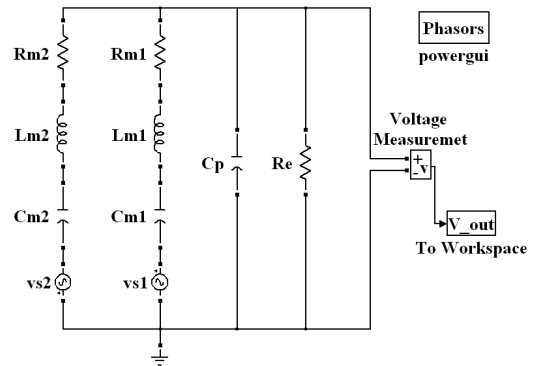 Phasors
powergui
Rm2
Rm1
Voltage
Measuremet
Lm2
Lm1
Cp
Re
+
-
v
Cm2
Cm1
V_out
To Workspace
vs2
vs1